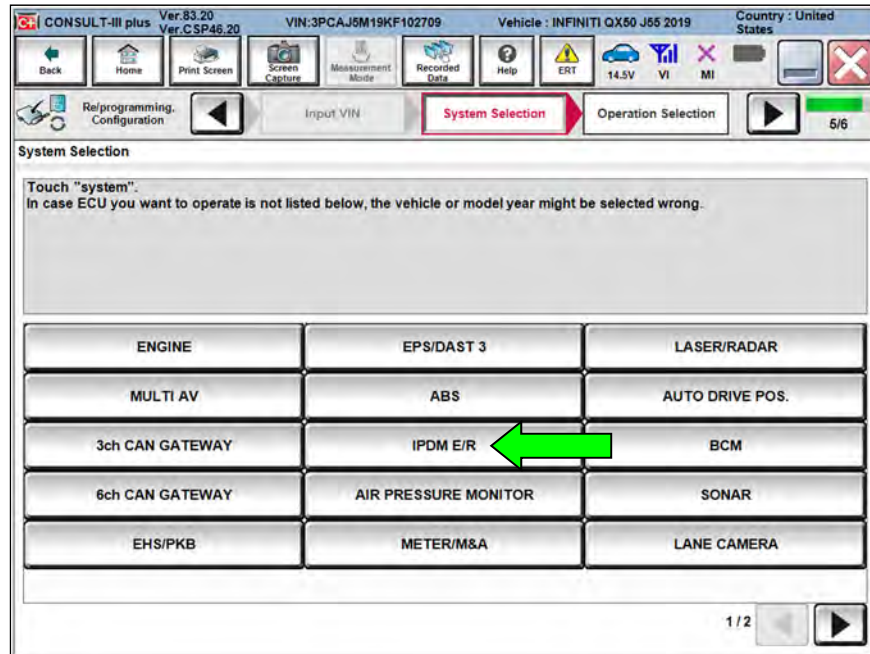 CONSULT-III plus Ver.83.20 VIN:3PCAJ5M19KF102709 Vehicle : INFINITI QX50 J55 2019 Country : United
Ver.CSP46.20 States
Back Home Print Screen Screen Capture Measurement Mode Recorded Data Help ERT 14.5V VI MI
Re/programming, Configuration Input VIN System Selection Operation Selection 5/6
System Selection
Touch "system".
In case ECU you want to operate is not listed below, the vehicle or model year might be selected wrong.
ENGINE EPS/DAST 3 LASER/RADAR
MULTI AV ABS AUTO DRIVE POS.
3ch CAN GATEWAY IPDM E/R BCM
6ch CAN GATEWAY AIR PRESSURE MONITOR SONAR
EHS/PKB METER/M&A LANE CAMERA
1/2